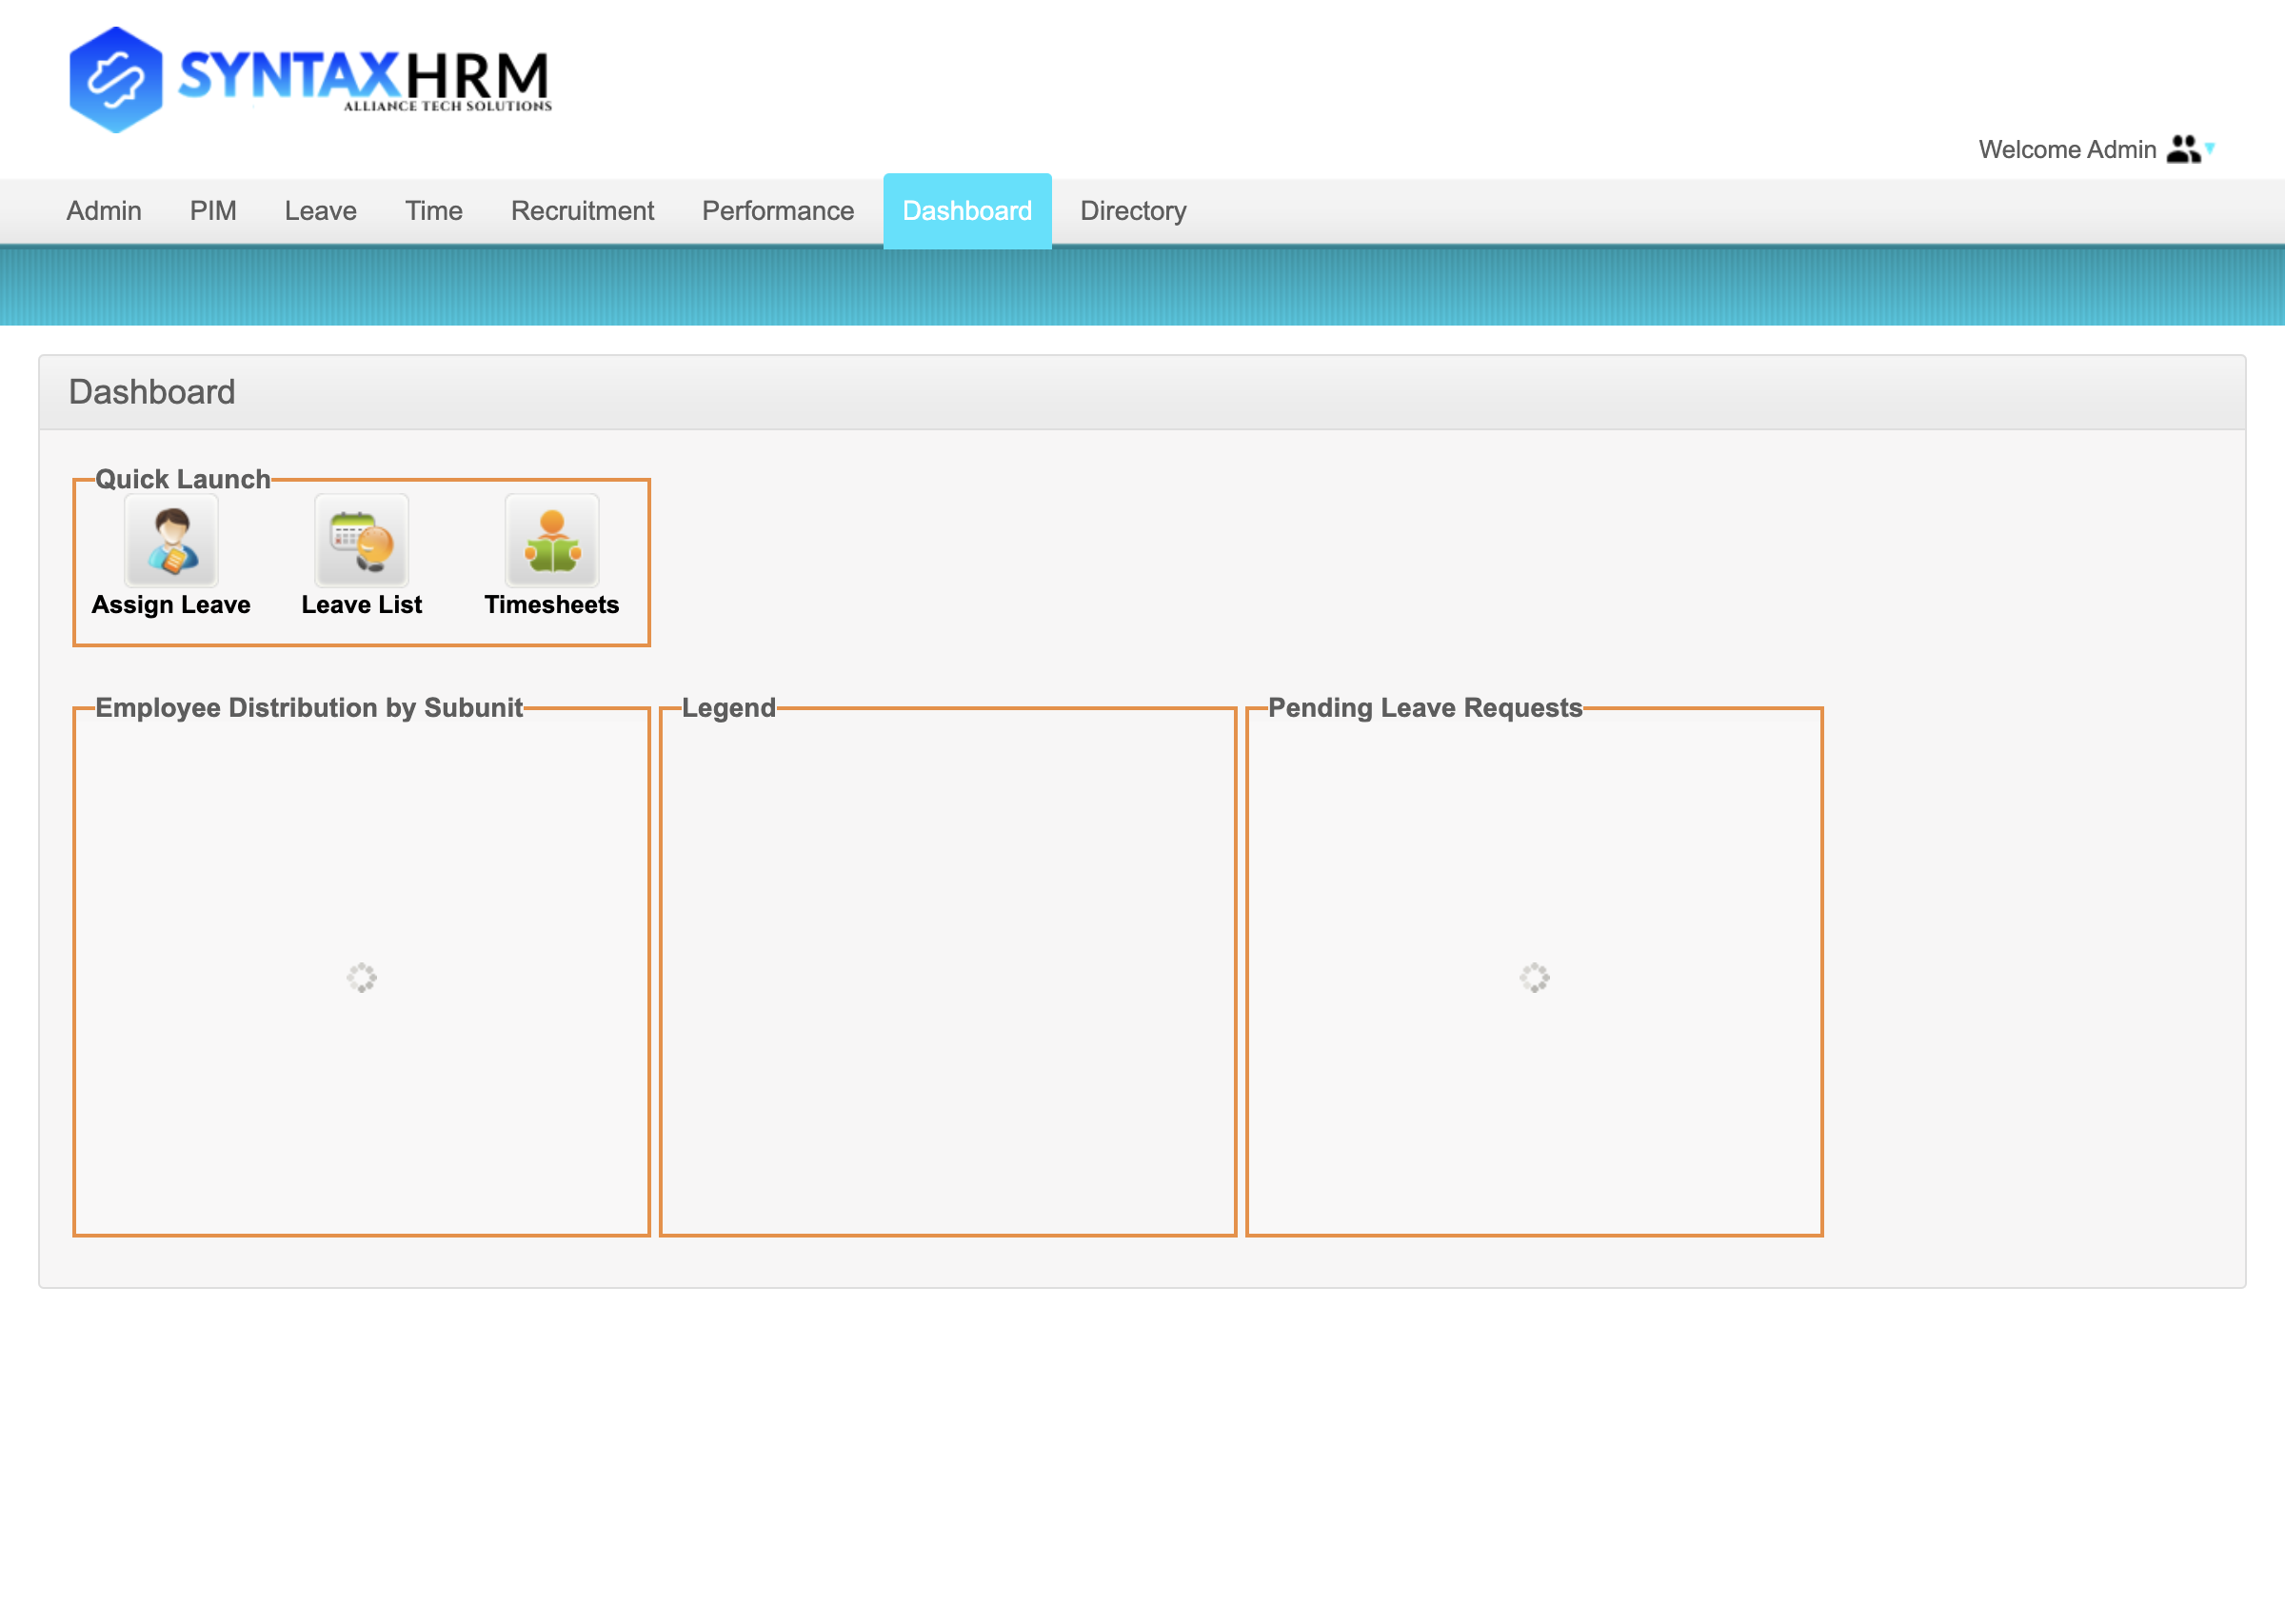 SYNTAXHRM
ALLIANCE TECH SOLUTIONS
Welcome Admin
Admin PIM Leave Time Recruitment Performance Dashboard Directory
Dashboard
Quick Launch
Assign Leave Leave List Timesheets
Employee Distribution by Subunit Legend Pending Leave Requests